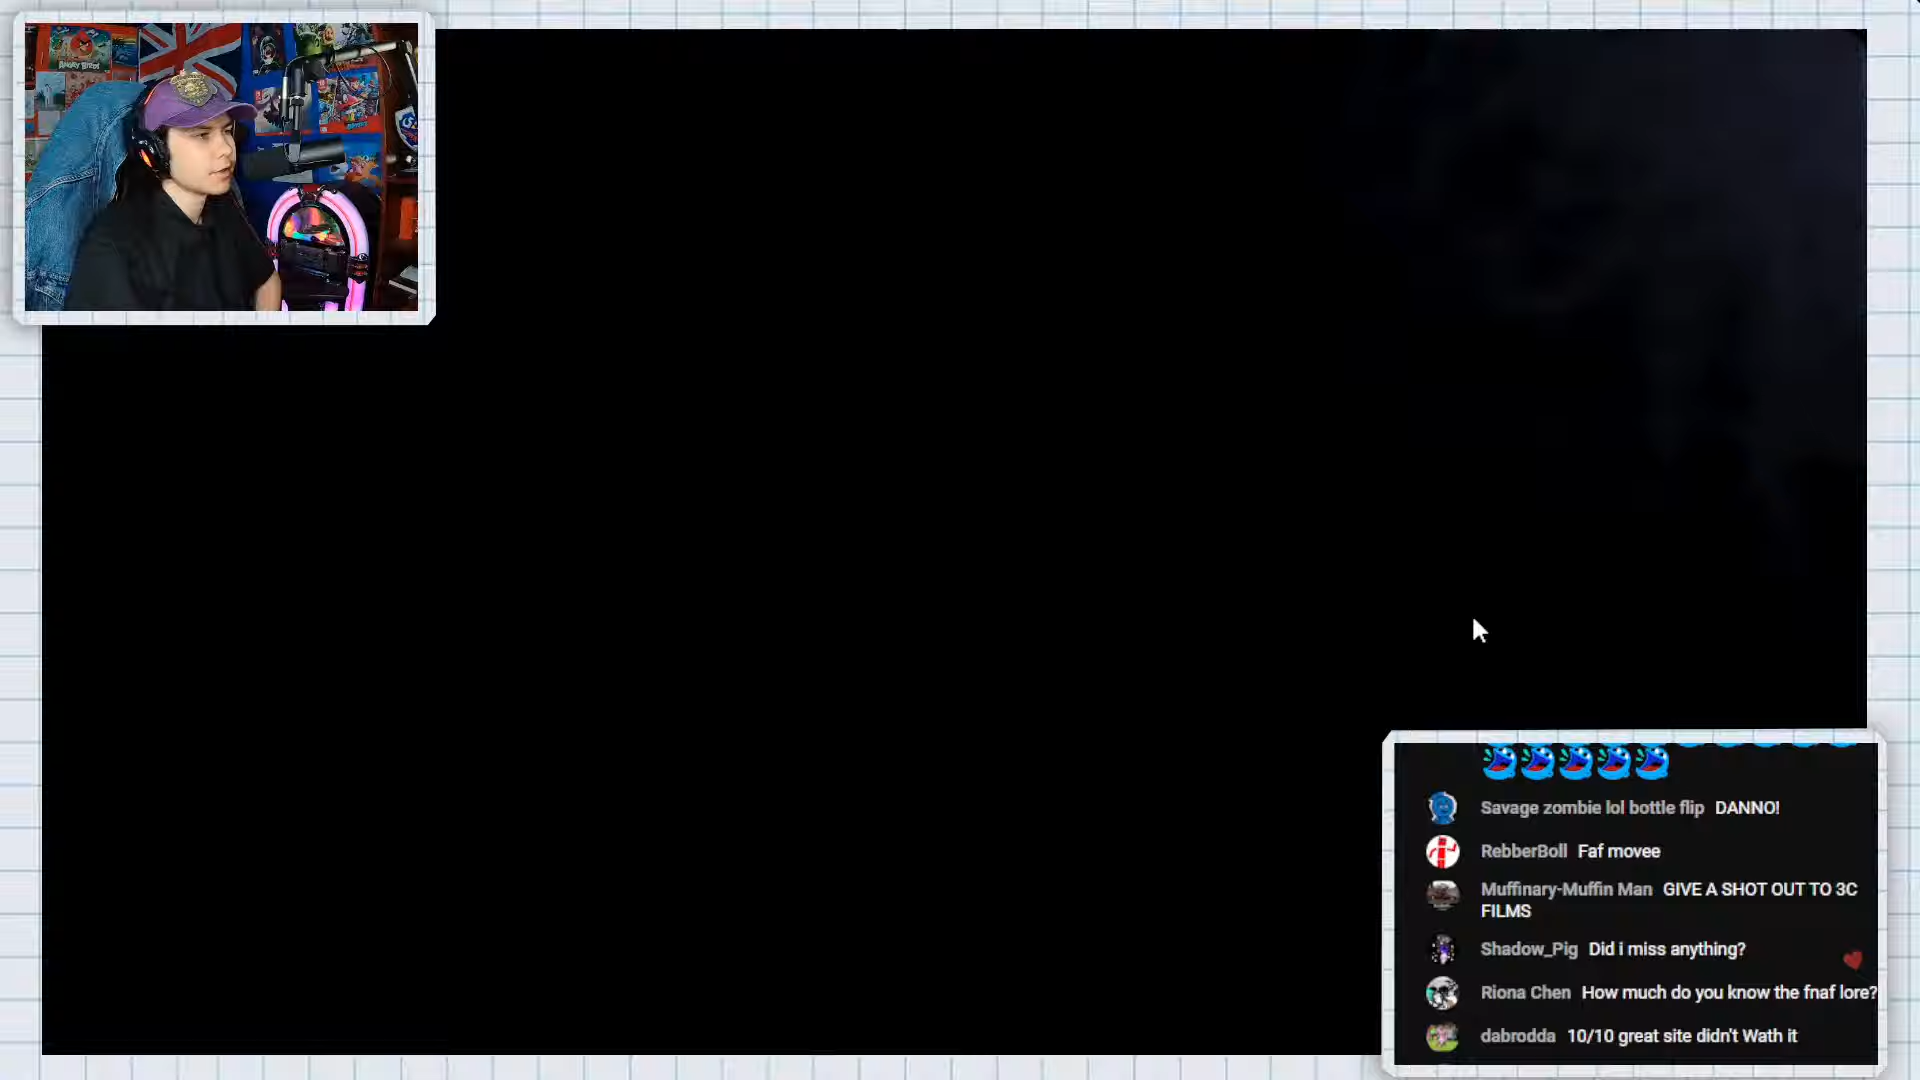 ANGRY BIRDS
Savage zombie lol bottle flip DANNO!
RebberBoll Faf movee
Muffinary-Muffin Man GIVE A SHOT OUT TO 3C
FILMS
Shadow_Pig Did i miss anything?
Riona Chen How much do you know the fnaf lore?
dabrodda 10/10 great site didn't Wath it